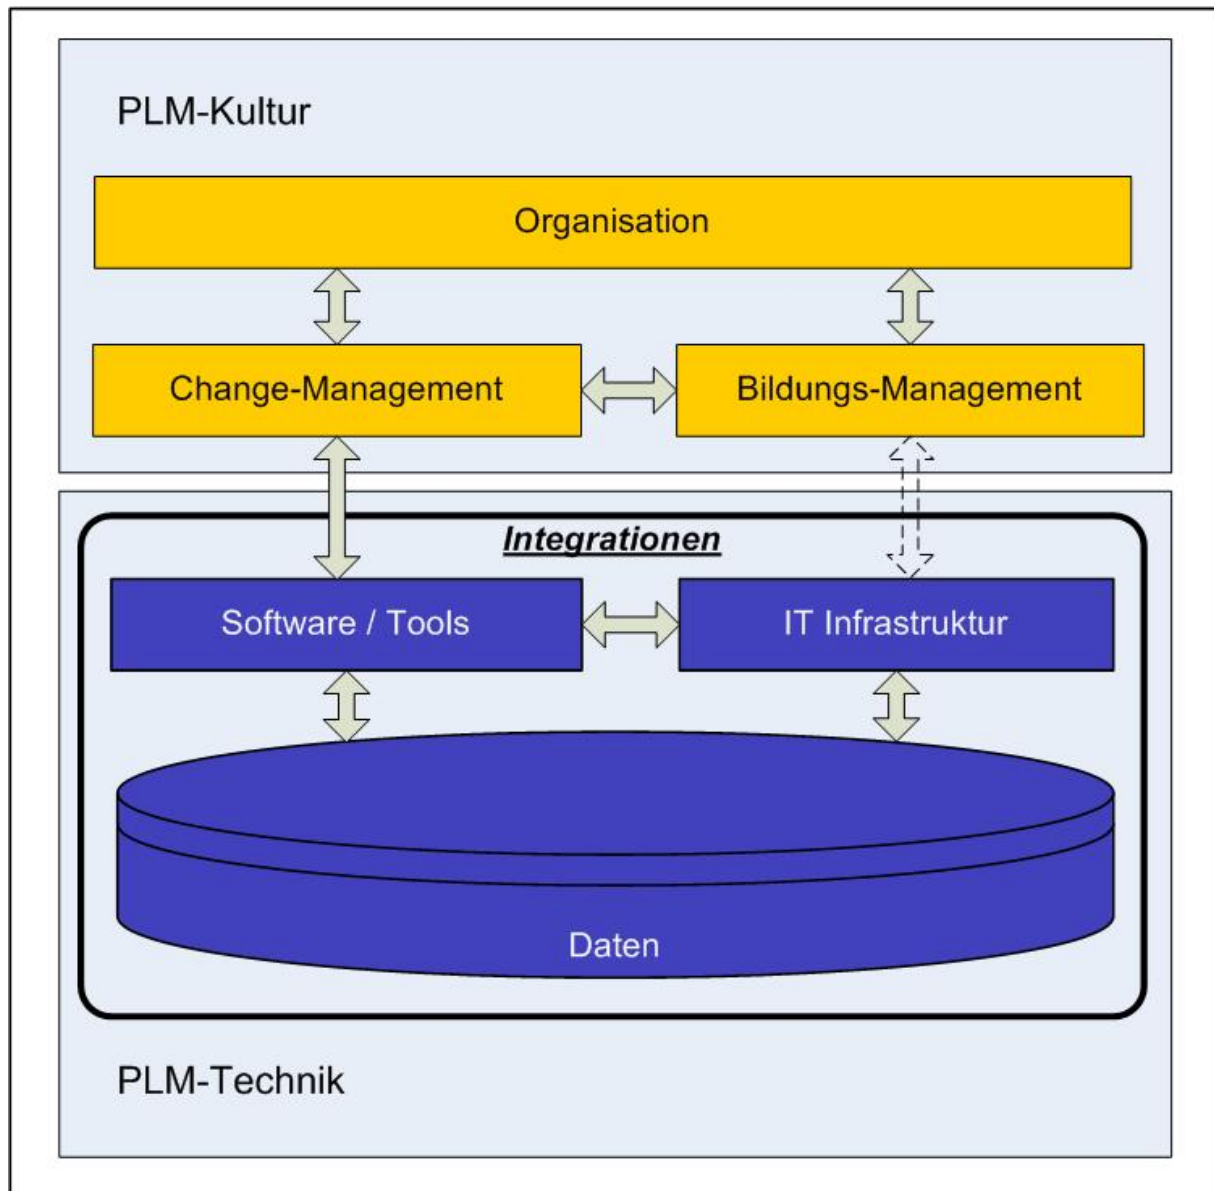 PLM-Kultur
Organisation
Change-Management
Bildungs-Management
Integrationen
Software / Tools
IT Infrastruktur
Daten
PLM-Technik